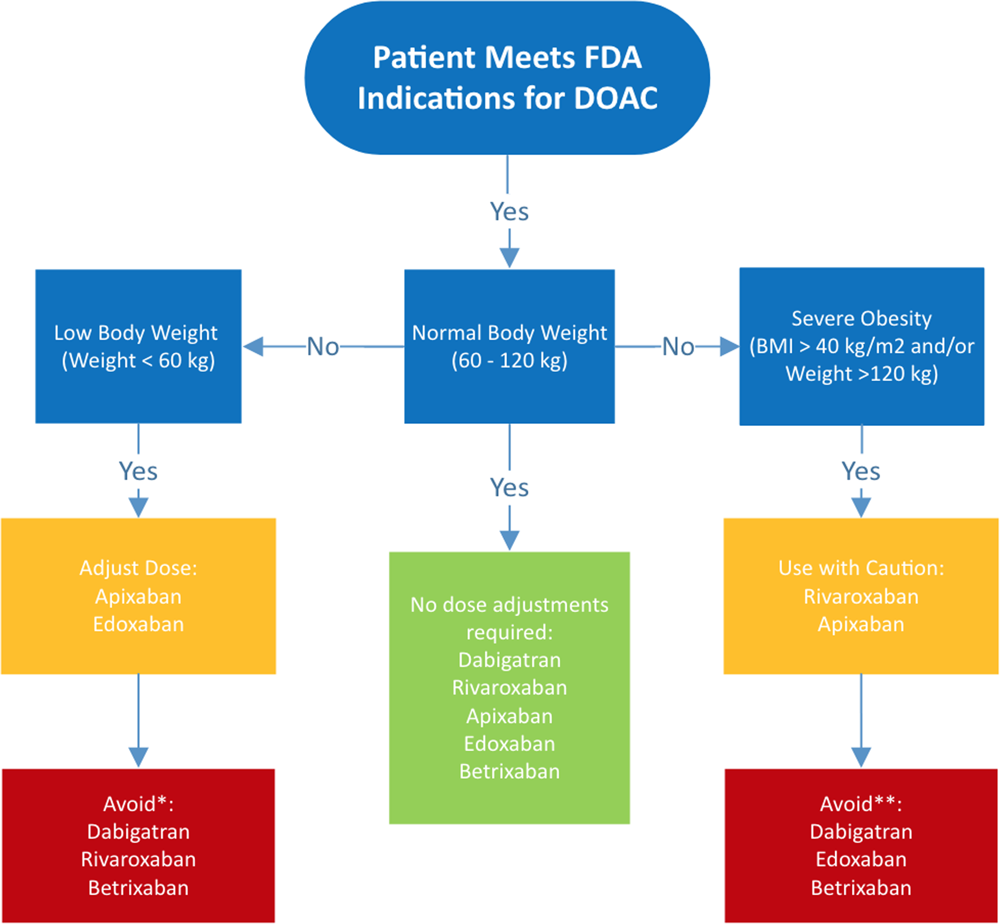 Patient Meets FDA
Indications for DOAC
Yes
Low Body Weight
(Weight < 60 kg)
No
Normal Body Weight
(60 - 120 kg)
No
Severe Obesity
(BMI > 40 kg/m2 and/or
Weight >120 kg)
Yes
Yes
Yes
Adjust Dose:
Apixaban
Edoxaban
No dose adjustments
required:
Dabigatran
Rivaroxaban
Apixaban
Edoxaban
Betrixaban
Use with Caution:
Rivaroxaban
Apixaban
Avoid*:
Dabigatran
Rivaroxaban
Betrixaban
Avoid**:
Dabigatran
Edoxaban
Betrixaban